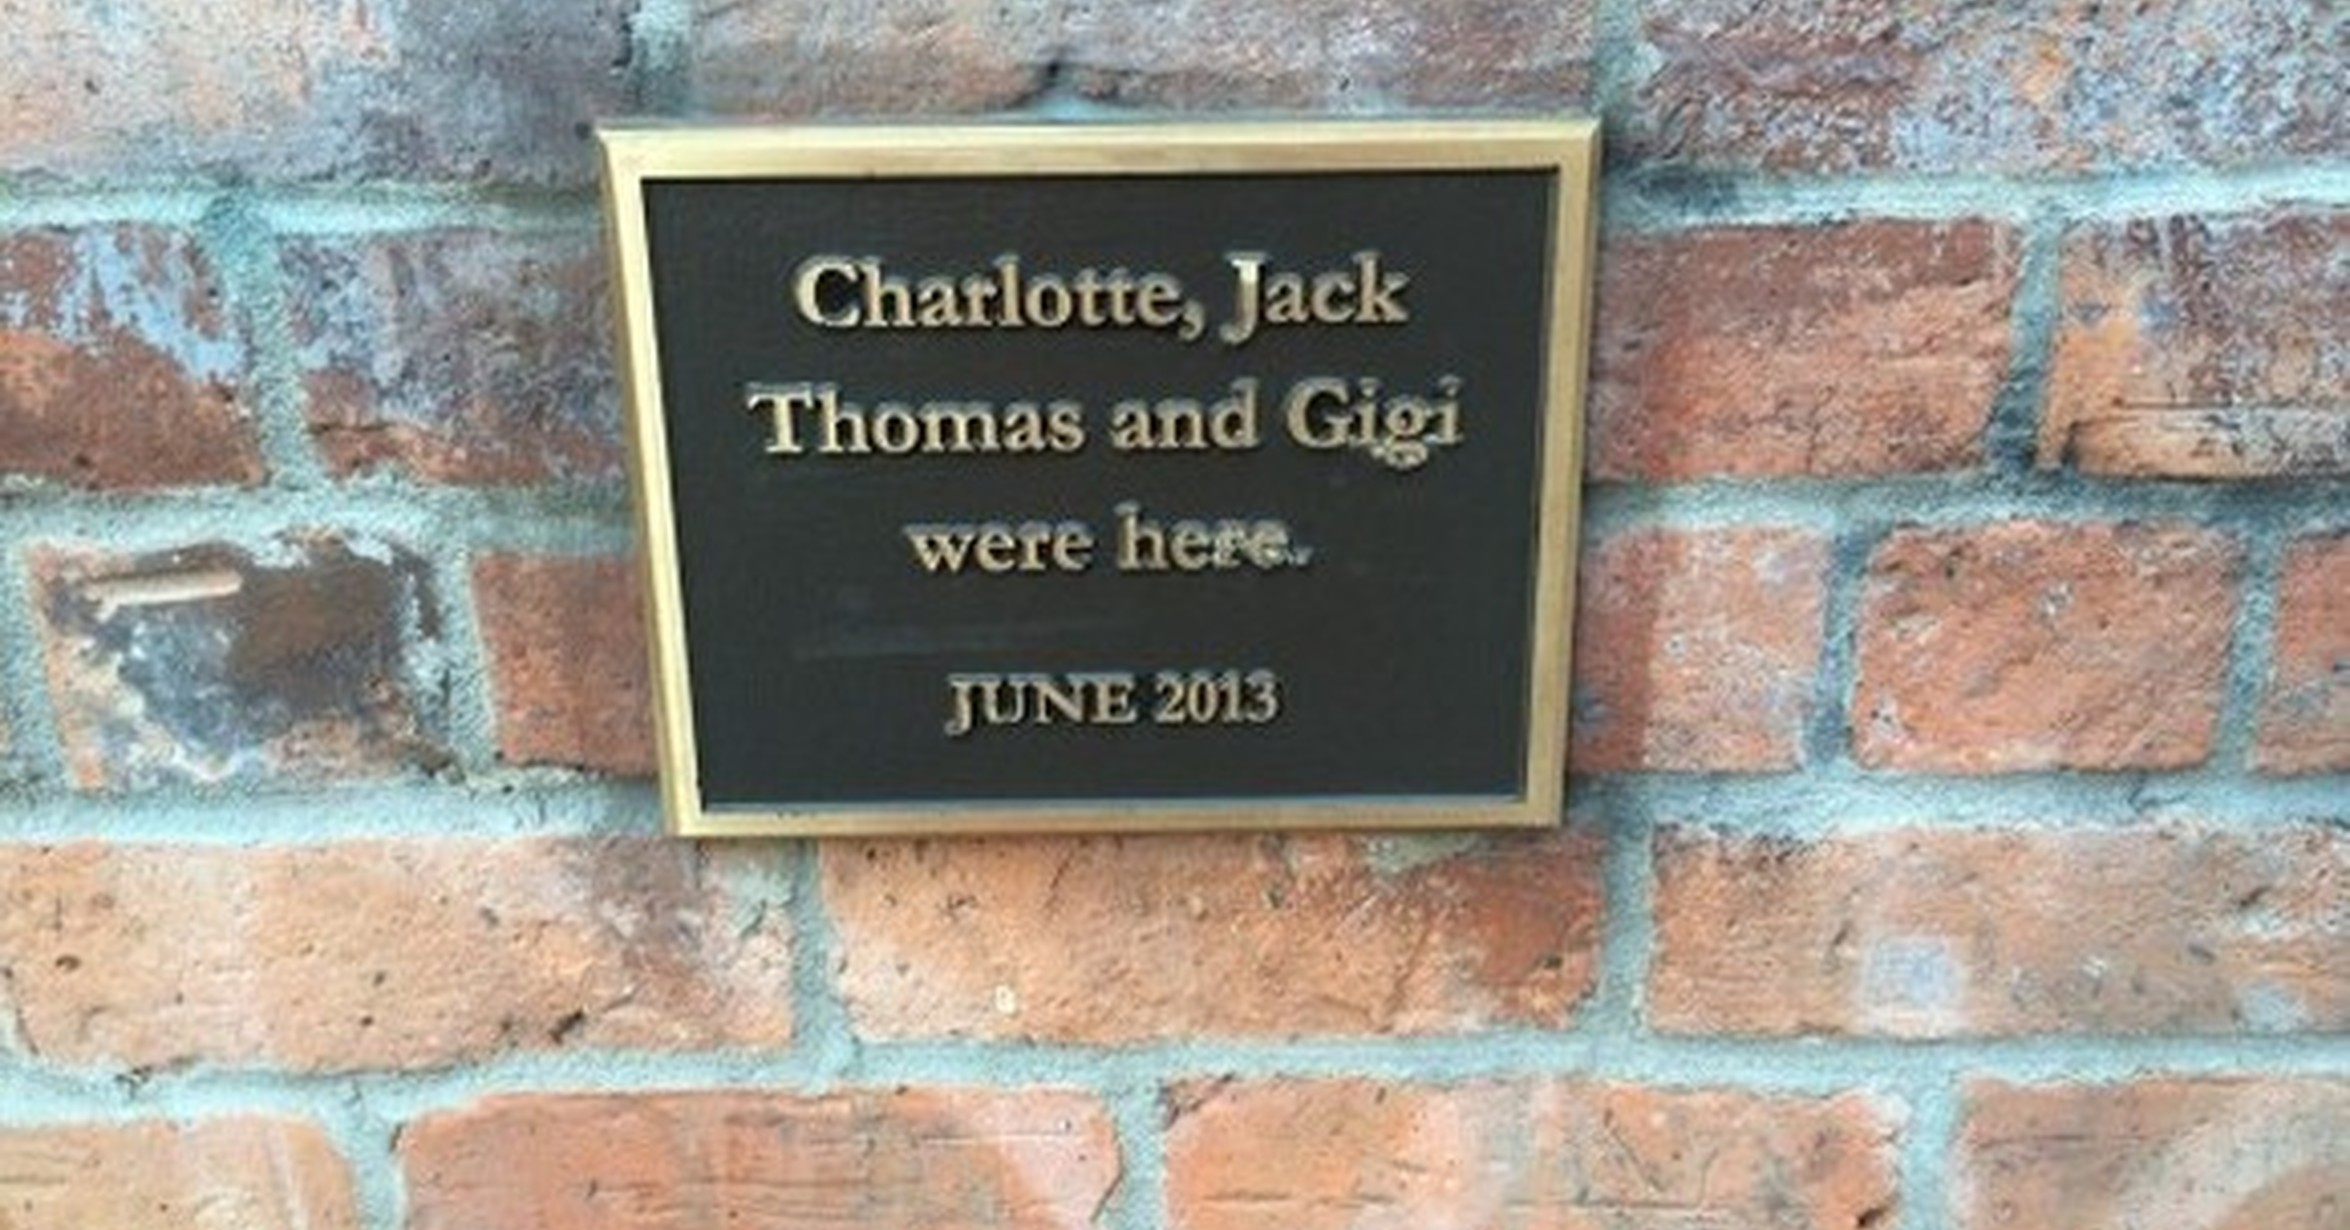 Charlotte, Jack
Thomas and Gigi
were here.
JUNE 2013